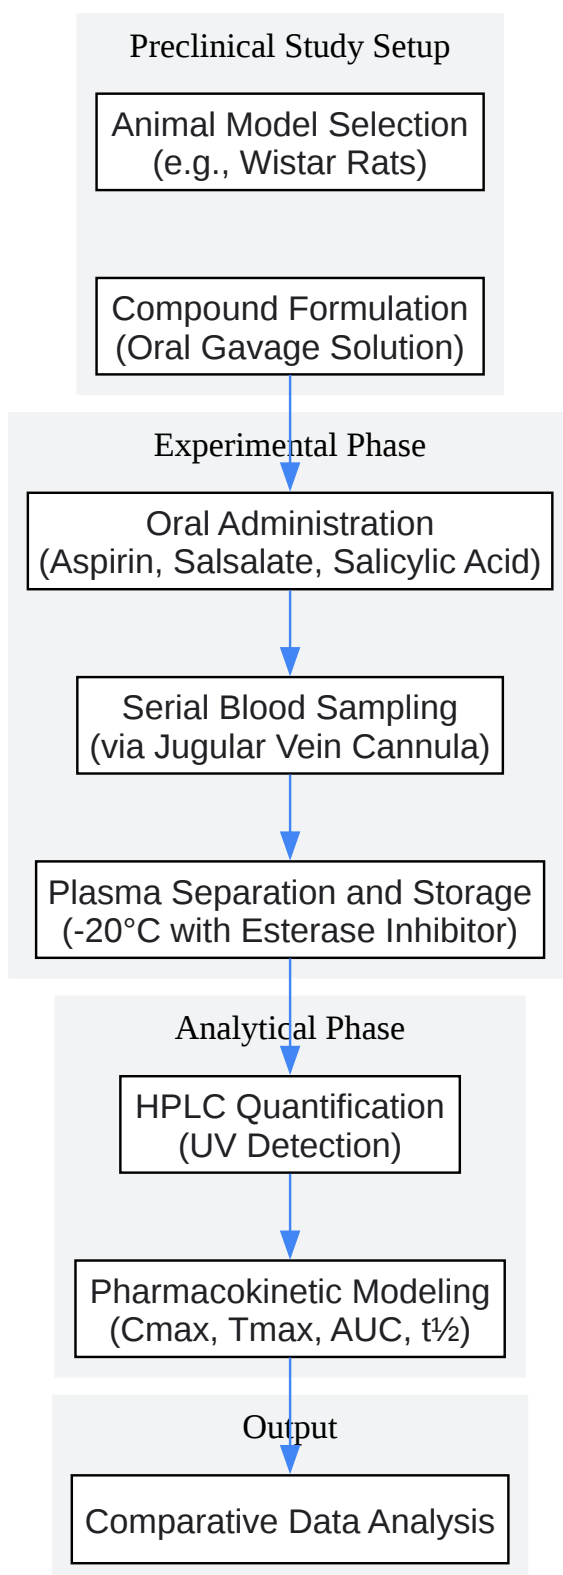 Preclinical Study Setup
Animal Model Selection
(e.g., Wistar Rats)
Compound Formulation
(Oral Gavage Solution)
Experimental Phase
Oral Administration
(Aspirin, Salsalate, Salicylic Acid)
Serial Blood Sampling
(via Jugular Vein Cannula)
Plasma Separation and Storage
(-20°C with Esterase Inhibitor)
Analytical Phase
HPLC Quantification
(UV Detection)
Pharmacokinetic Modeling
(Cmax, Tmax, AUC, t½)
Output
Comparative Data Analysis